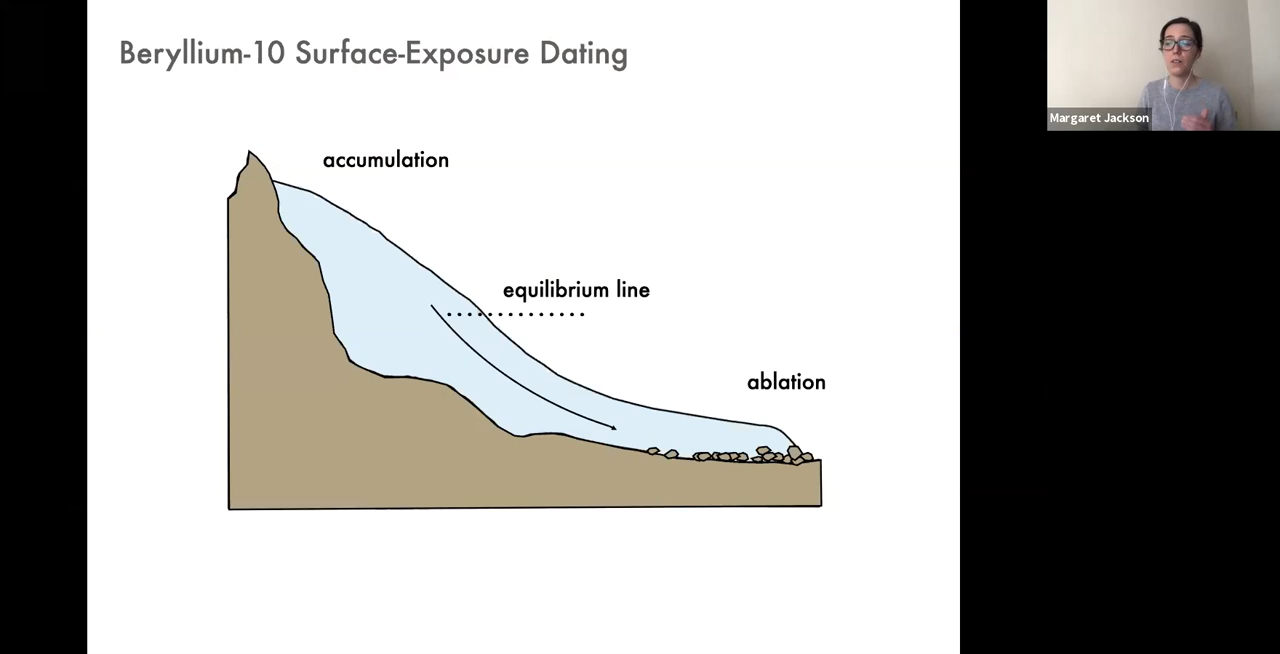 Beryllium-10 Surface-Exposure Dating
accumulation
equilibrium line
ablation
Margaret Jackson